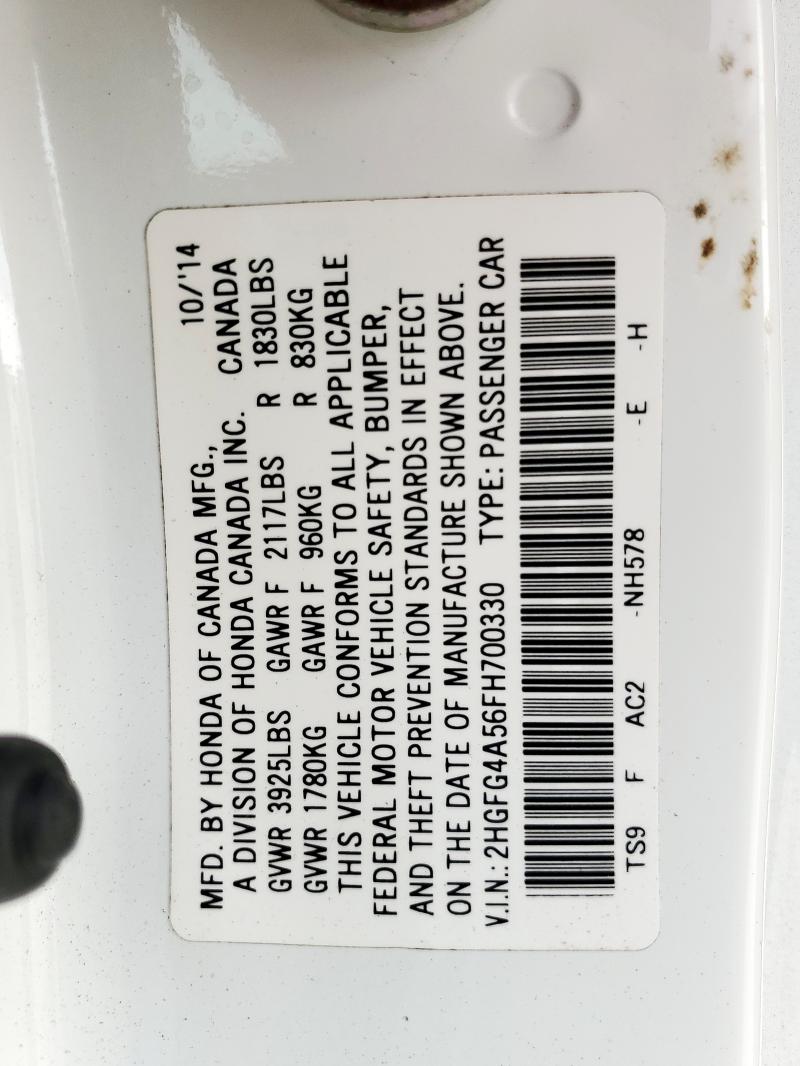 MFD. BY HONDA OF CANADA MFG., 10/'14
A DIVISION OF HONDA CANADA INC. CANADA
GVWR 3925LBS GAWR F 2117LBS R 1830LBS
GVWR 1780KG GAWR F 960KG R 830KG
THIS VEHICLE CONFORMS TO ALL APPLICABLE
FEDERAL MOTOR VEHICLE SAFETY, BUMPER,
AND THEFT PREVENTION STANDARDS IN EFFECT
ON THE DATE OF MANUFACTURE SHOWN ABOVE.
V.I.N.: 2HGFG4A56FH700330 TYPE: PASSENGER CAR
TS9 F AC2 -NH578 -E -H